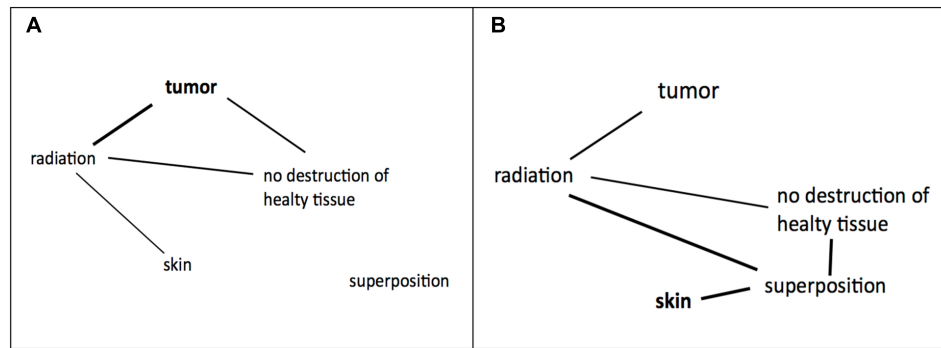 A
tumor
radiation
no destruction of
healty tissue
skin
superposition
B
tumor
radiation
no destruction of
healty tissue
superposition
skin